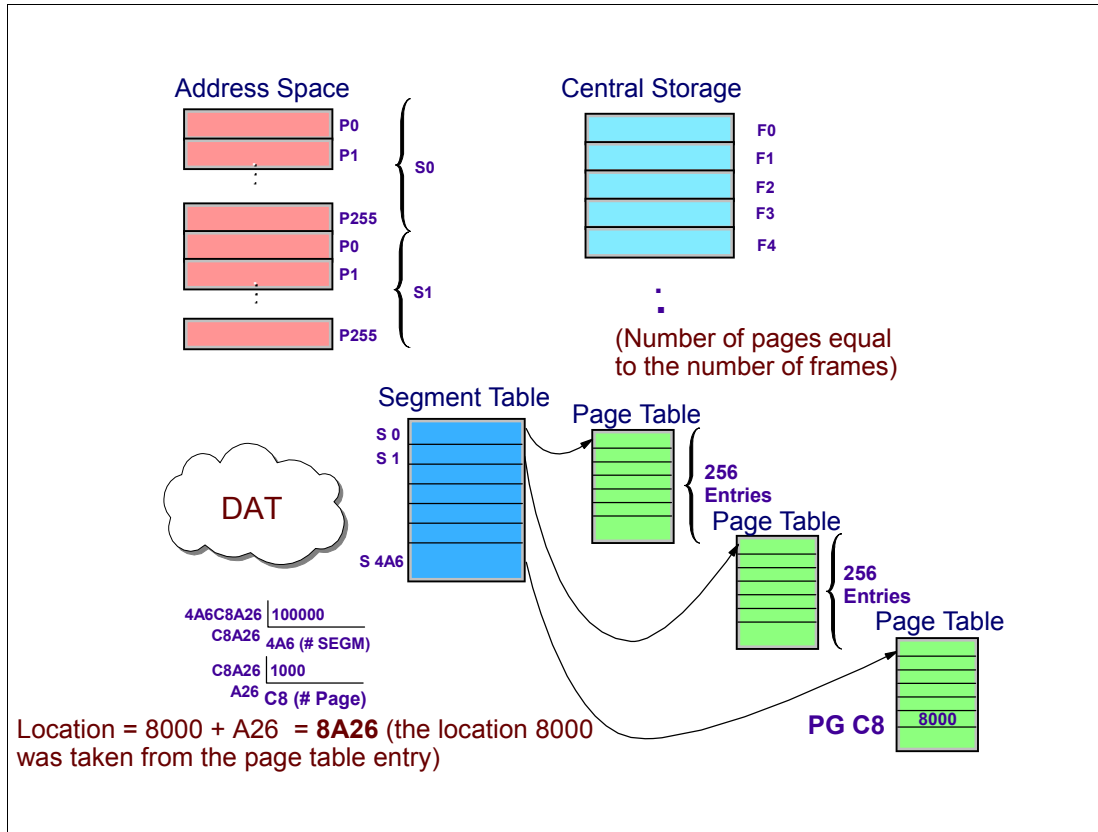 Address Space
P0
P1
S0
P255
P0
P1
S1
P255
Central Storage
F0
F1
F2
F3
F4
(Number of pages equal
to the number of frames)
Segment Table
S 0
S 1
S 4A6
Page Table
256
Entries
Page Table
256
Entries
Page Table
PG C8
8000
DAT
4A6C8A26 100000
C8A26 4A6 (# SEGM)
C8A26 1000
A26 C8 (# Page)
Location = 8000 + A26 = 8A26 (the location 8000
was taken from the page table entry)